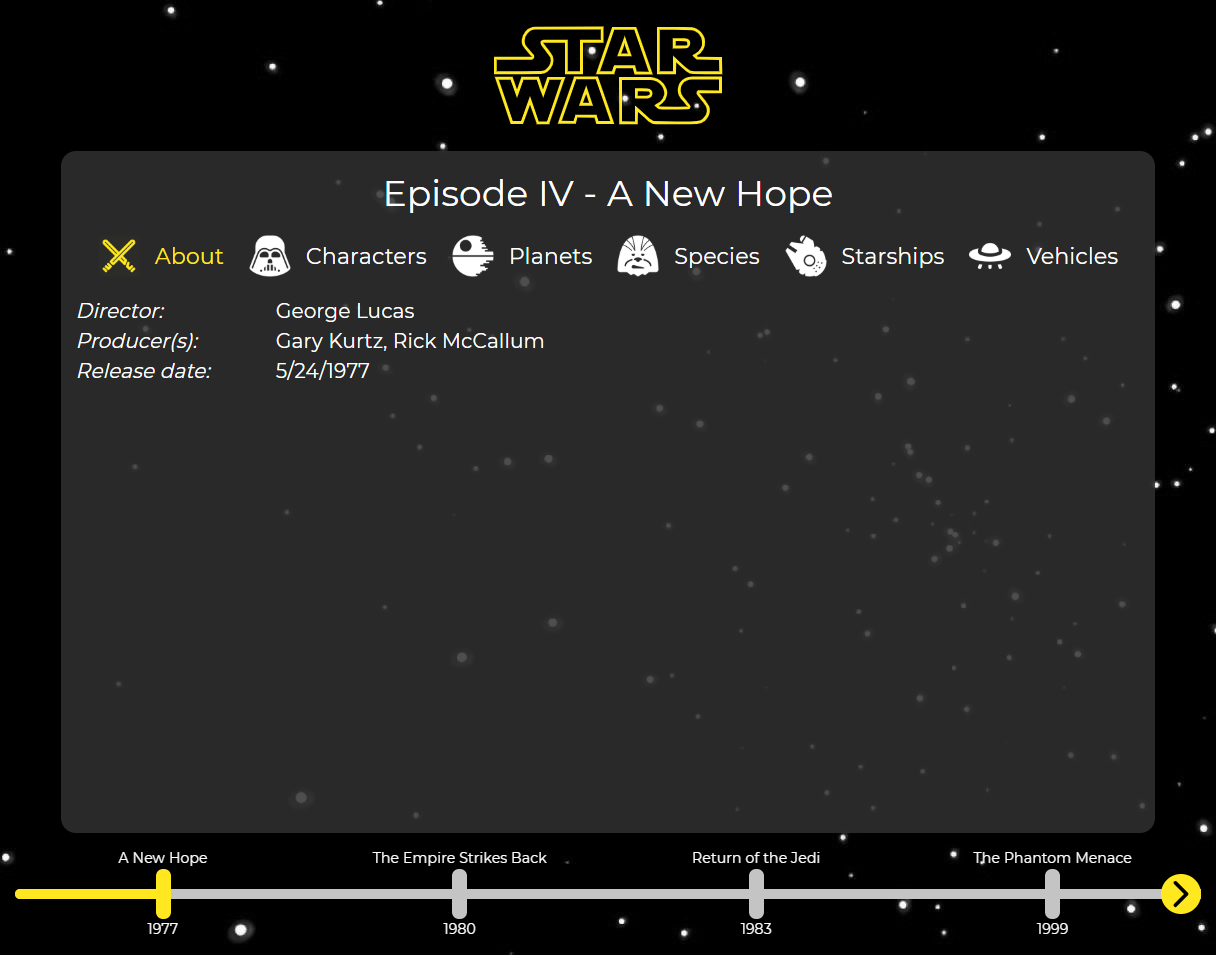 STAR
WARS
Episode IV - A New Hope
About Characters Planets Species Starships Vehicles
Director: George Lucas
Producer(s): Gary Kurtz, Rick McCallum
Release date: 5/24/1977
A New Hope The Empire Strikes Back Return of the Jedi The Phantom Menace
1977 1980 1983 1999